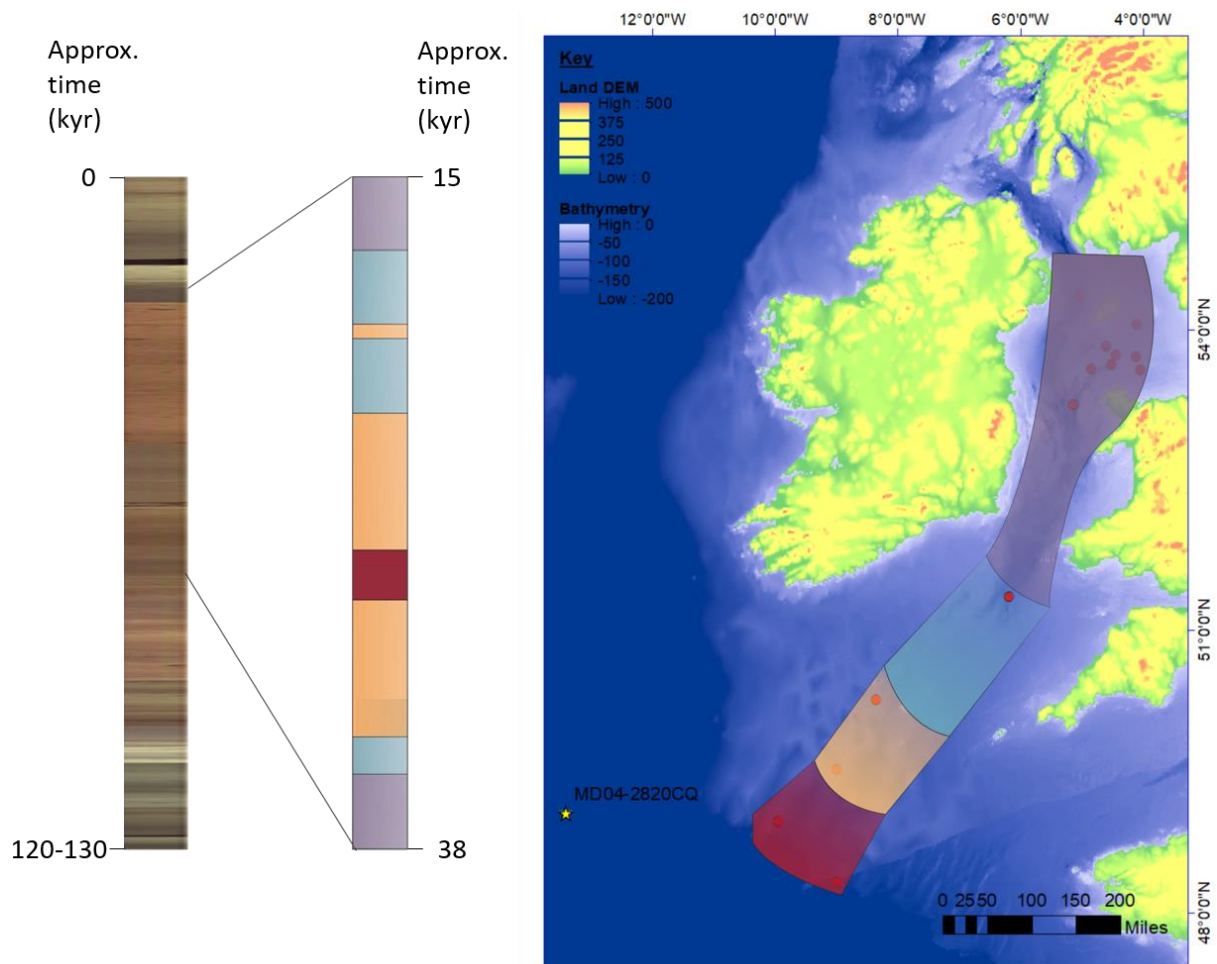 Approx.
time
(kyr)
0
120-130
Approx.
time
(kyr)
15
38
12°0'0"W
10°0'0"W
8°0'0"W
6°0'0"W
4°0'0"W
Key
Land DEM
High : 500
375
250
125
Low : 0
Bathymetry
High : 0
-50
-100
-150
Low : -200
54°0'0"N
51°0'0"N
48°0'0"N
MD04-2820CQ
0 25 50 100 150 200
Miles